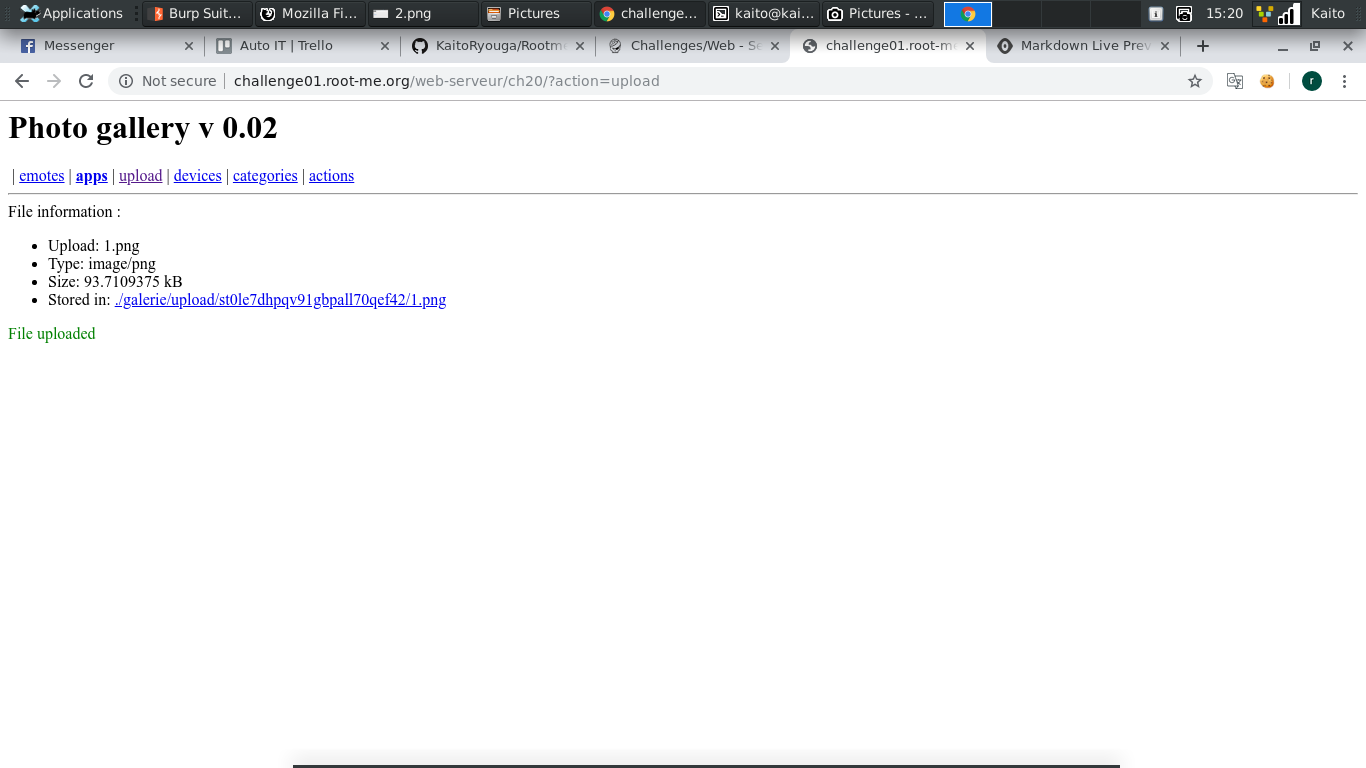 Applications Burp Suit... Mozilla Fi... 2.png Pictures challenge... kaito@kai... Pictures - ... 15:20 Kaito
Messenger Auto IT | Trello KaitoRyouga/Rootme Challenges/Web - Se challenge01.root-me Markdown Live Prev
Not secure challenge01.root-me.org/web-serveur/ch20/?action=upload r
Photo gallery v 0.02
| emotes | apps | upload | devices | categories | actions
File information :
• Upload: 1.png
• Type: image/png
• Size: 93.7109375 kB
• Stored in: ./galerie/upload/st0le7dhpqv91gbpall70qef42/1.png
File uploaded